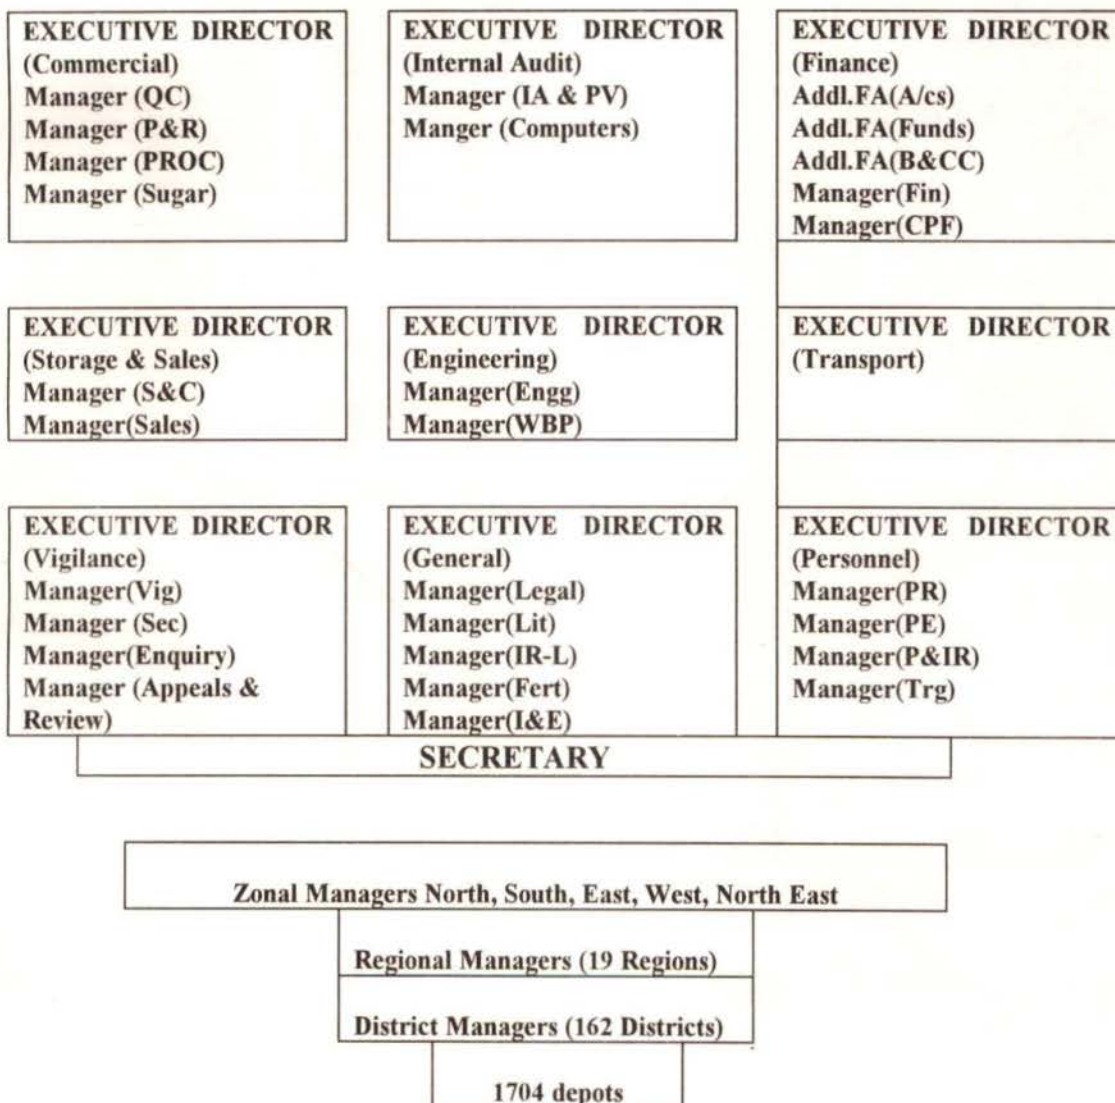 EXECUTIVE DIRECTOR
(Commercial)
Manager (QC)
Manager (P&R)
Manager (PROC)
Manager (Sugar)
EXECUTIVE DIRECTOR
(Internal Audit)
Manager (IA & PV)
Manger (Computers)
EXECUTIVE DIRECTOR
(Finance)
Addl.FA(A/cs)
Addl.FA(Funds)
Addl.FA(B&CC)
Manager(Fin)
Manager(CPF)
EXECUTIVE DIRECTOR
(Storage & Sales)
Manager (S&C)
Manager(Sales)
EXECUTIVE DIRECTOR
(Engineering)
Manager(Engg)
Manager(WBP)
EXECUTIVE DIRECTOR
(Transport)
EXECUTIVE DIRECTOR
(Vigilance)
Manager(Vig)
Manager (Sec)
Manager(Enquiry)
Manager (Appeals &
Review)
EXECUTIVE DIRECTOR
(General)
Manager(Legal)
Manager(Lit)
Manager(IR-L)
Manager(Fert)
Manager(I&E)
EXECUTIVE DIRECTOR
(Personnel)
Manager(PR)
Manager(PE)
Manager(P&IR)
Manager(Trg)
SECRETARY
Zonal Managers North, South, East, West, North East
Regional Managers (19 Regions)
District Managers (162 Districts)
1704 depots